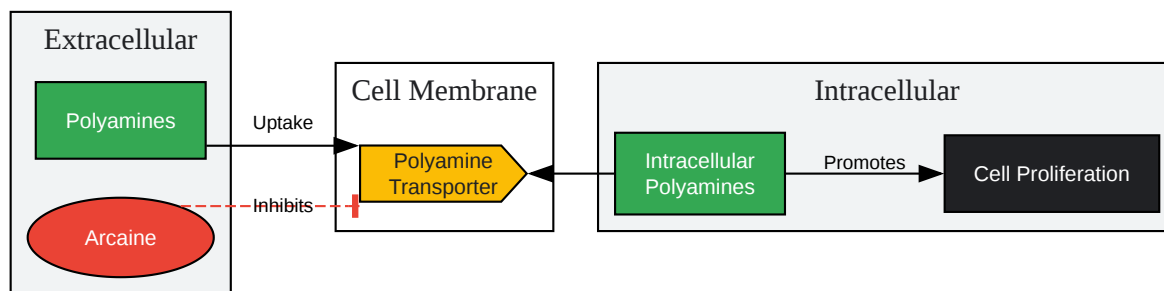 Extracellular
Polyamines
Arcaine
Uptake
Inhibits
Cell Membrane
Polyamine
Transporter
Intracellular
Intracellular
Polyamines
Promotes
Cell Proliferation